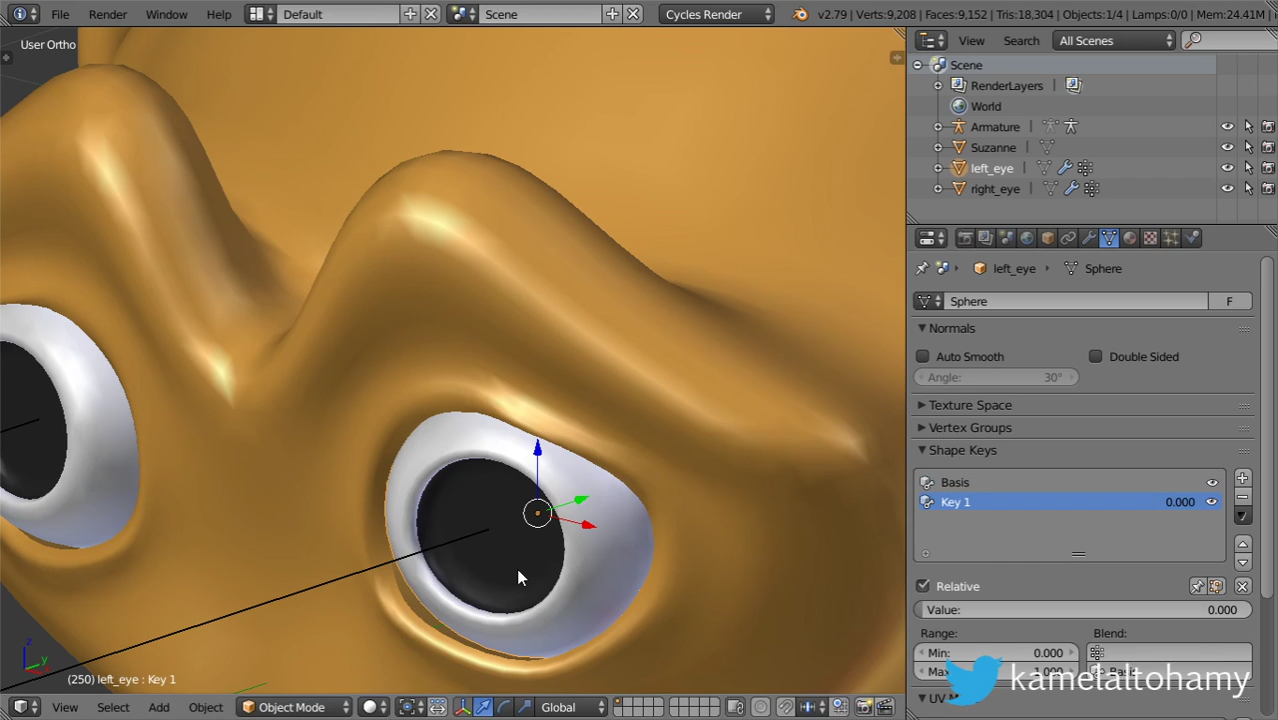 File Render Window Help Default Scene Cycles Render v2.79 | Verts:9,208 | Faces:9,152 | Tris:18,304 | Objects:1/4 | Lamps:0/0 | Mem:24.41M
User Ortho
View Search All Scenes
Scene
RenderLayers
World
Armature
Suzanne
left_eye
right_eye
left_eye Sphere
Sphere F
Normals
Auto Smooth Double Sided
Angle: 30°
Texture Space
Vertex Groups
Shape Keys
Basis
Key 1 0.000
Relative
Value: 0.000
Range: Blend:
Min: 0.000
Max 1.000
UV M
z
y
(250) left_eye : Key 1
kamelaltohamy
View Select Add Object Object Mode Global